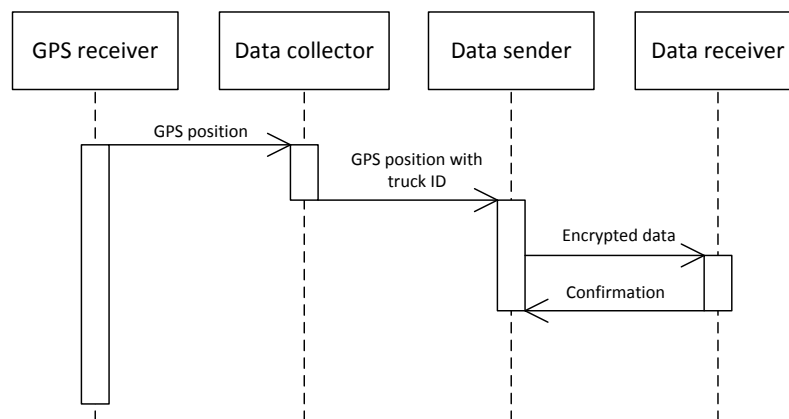 GPS receiver
Data collector
Data sender
Data receiver
GPS position
GPS position with
truck ID
Encrypted data
Confirmation